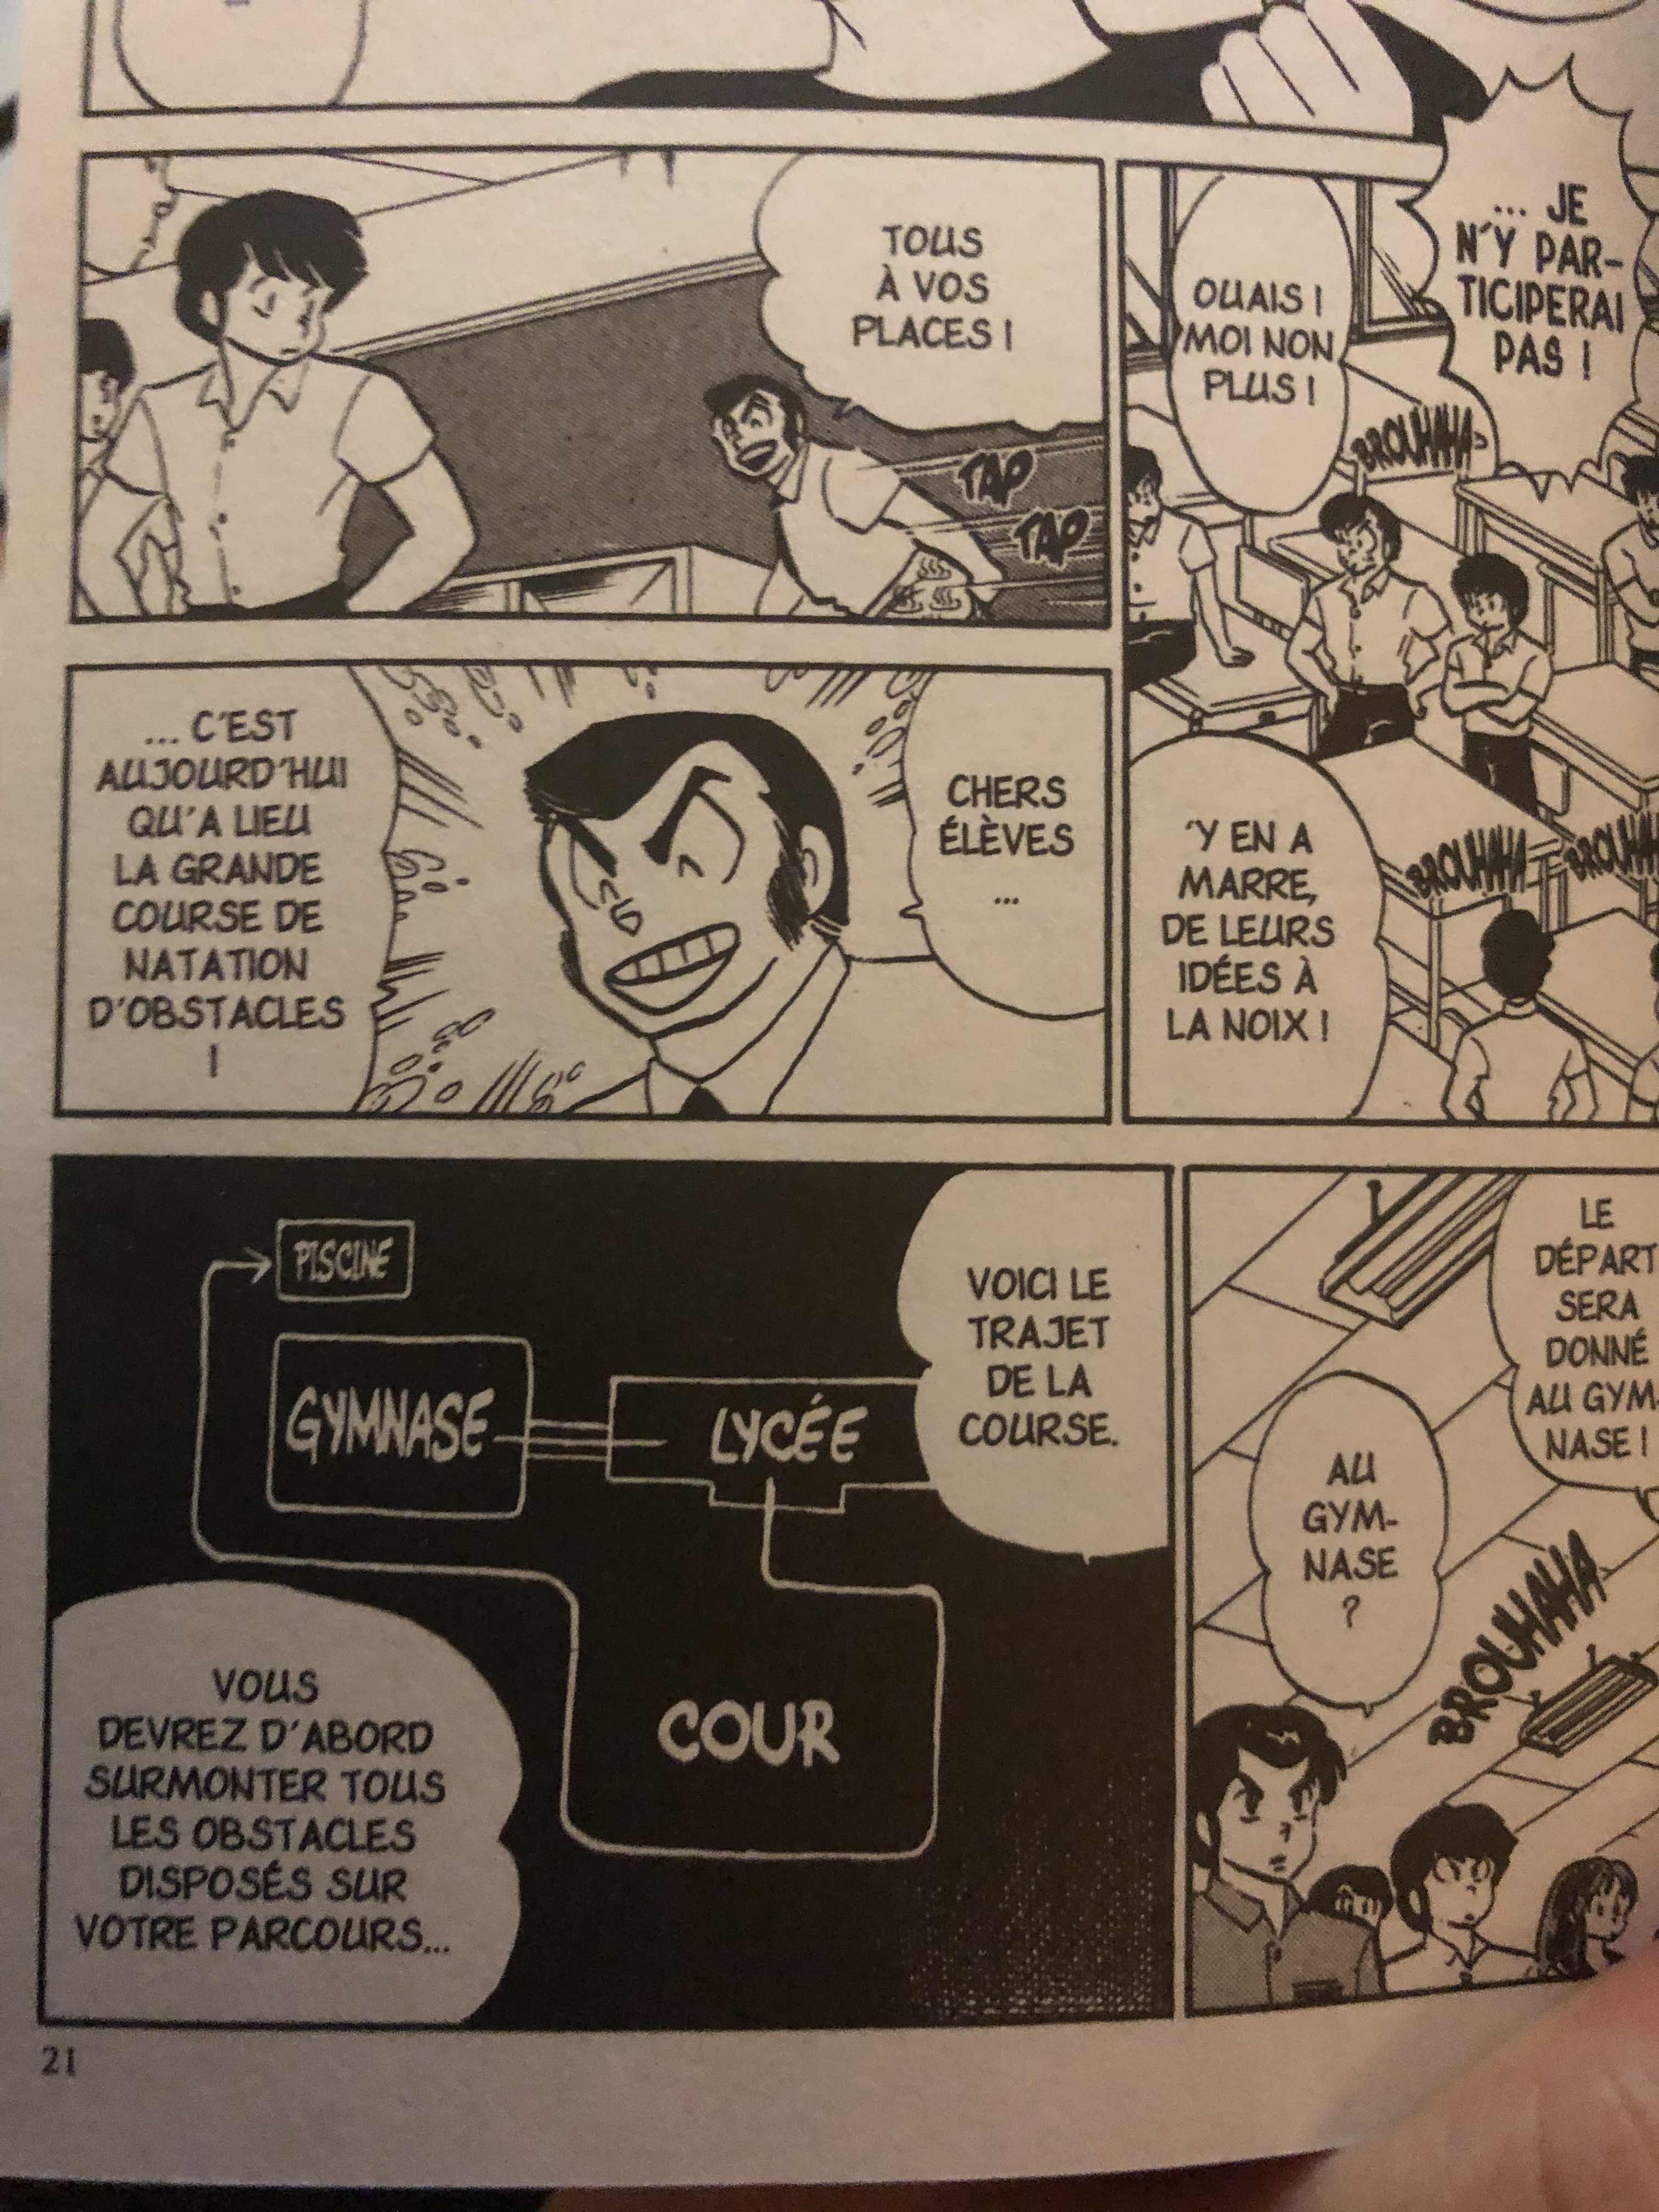 ... JE
N'Y PAR-
TICIPERAI
PAS !
OUAIS !
MOI NON
PLUS !
BROUHAHA
'Y EN A
MARRE,
DE LEURS
IDÉES À
LA NOIX !
BROUHAHA
BROUHAHA
TOUS
À VOS
PLACES !
TAP
TAP
CHERS
ÉLÈVES
...
... C'EST
AUJOURD'HUI
QU'A LIEU
LA GRANDE
COURSE DE
NATATION
D'OBSTACLES
!
LE
DÉPART
SERA
DONNÉ
AU GYM-
NASE !
AU
GYM-
NASE
?
BROUHAHA
VOICI LE
TRAJET
DE LA
COURSE.
PISCINE
GYMNASE
LYCÉE
COUR
VOUS
DEVREZ D'ABORD
SURMONTER TOUS
LES OBSTACLES
DISPOSÉS SUR
VOTRE PARCOURS...
21